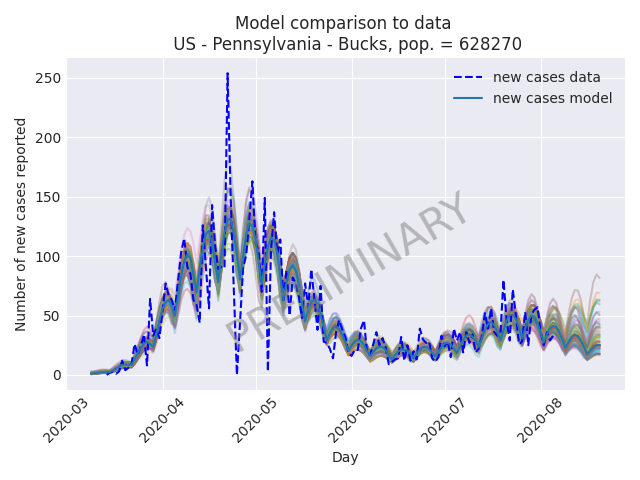 Model comparison to data
US - Pennsylvania - Bucks, pop. = 628270
new cases data
new cases model
Number of new cases reported
250
200
150
100
50
0
PRELIMINARY
2020-03
2020-04
2020-05
2020-06
2020-07
2020-08
Day